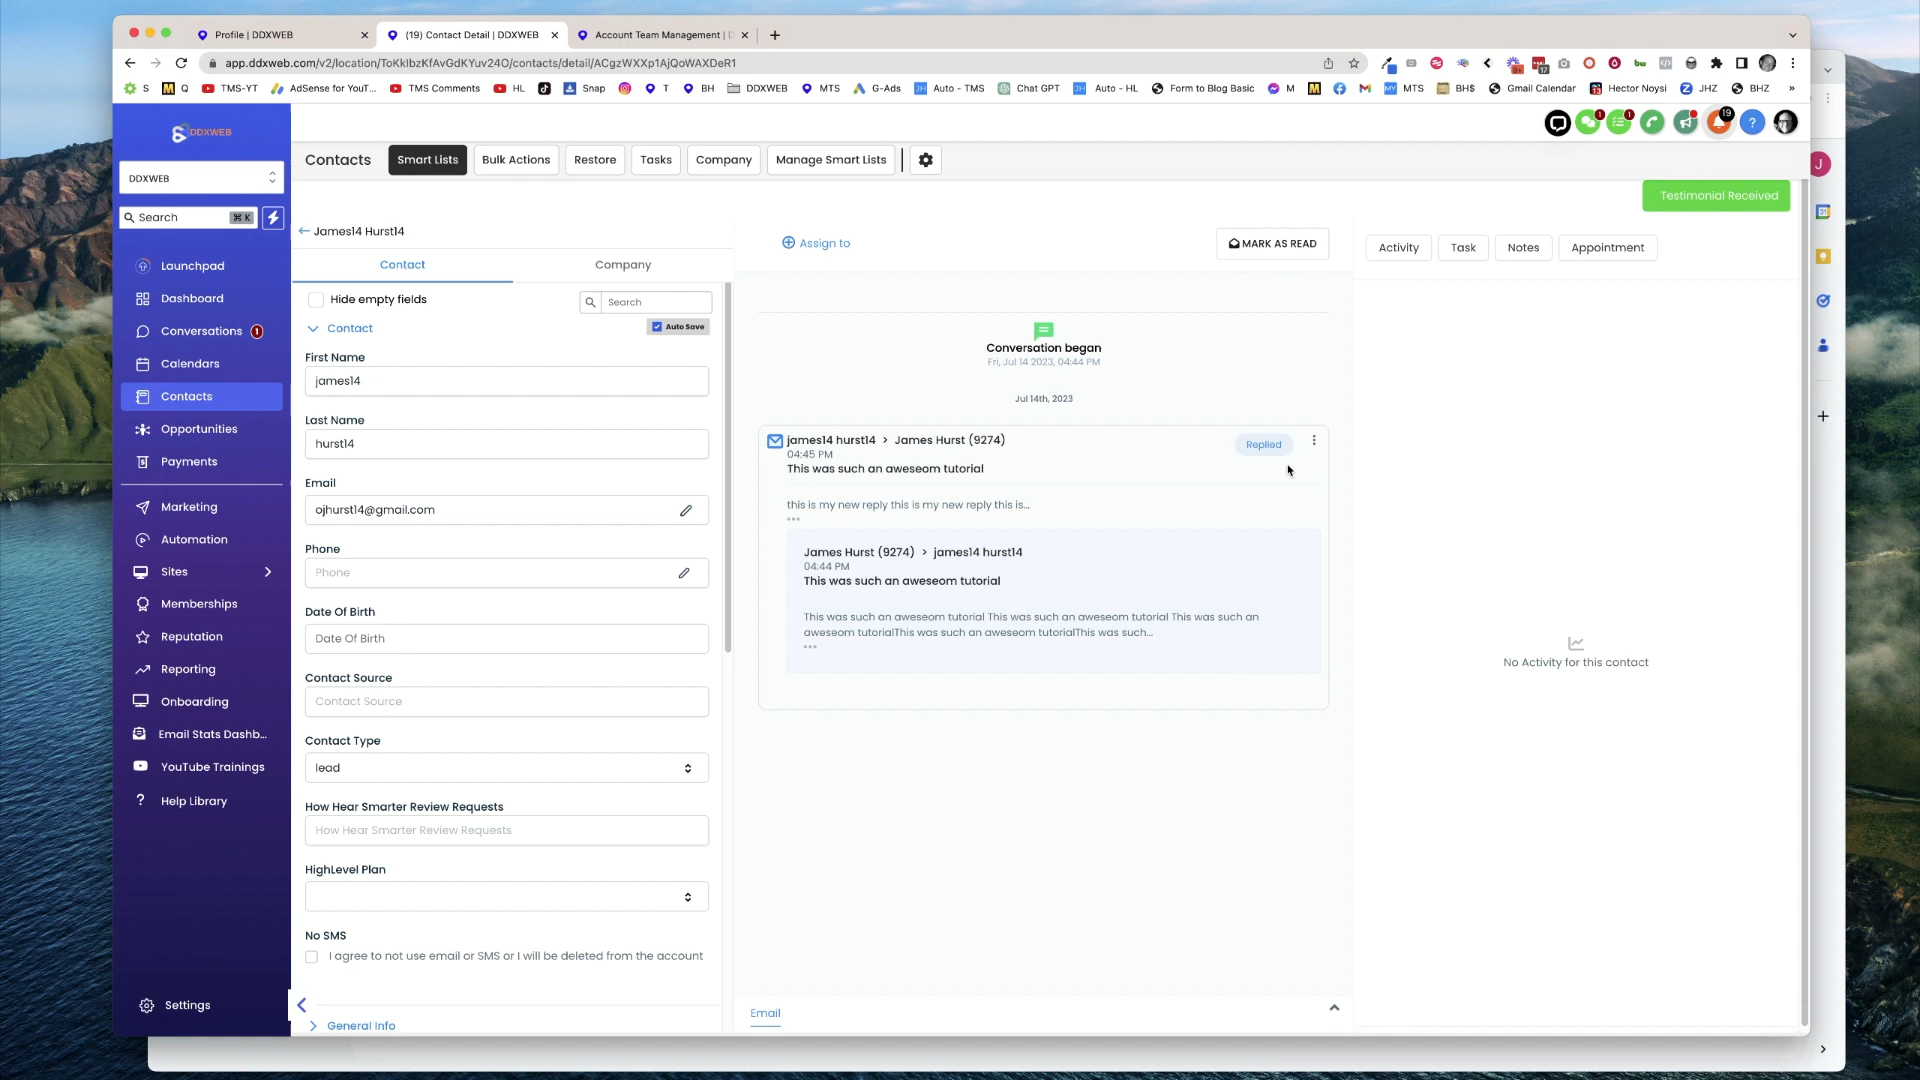 Profile | DDXWEB
(19) Contact Detail | DDXWEB
Account Team Management |
app.ddxweb.com/v2/location/ToKkIbzKfAvGdKYuv24O/contacts/detail/ACgzWXXp1AjQoWAXDeR1
S
Q
TMS-YT
AdSense for YouT...
TMS Comments
HL
Snap
T
BH
DDXWEB
MTS
G-Ads
Auto - TMS
Chat GPT
Auto - HL
Form to Blog Basic
M
MTS
BH$
Gmail Calendar
Hector Noysi
JHZ
BHZ
»
DDXWEB
1
1
19
?
DDXWEB
Search
⌘ K
Launchpad
Dashboard
Conversations
1
Calendars
Contacts
Opportunities
Payments
Marketing
Automation
Sites
Memberships
Reputation
Reporting
Onboarding
Email Stats Dashb...
YouTube Trainings
? Help Library
Settings
Contacts
Smart Lists
Bulk Actions
Restore
Tasks
Company
Manage Smart Lists
Testimonial Received
J
James14 Hurst14
Contact
Company
Hide empty fields
Search
Contact
Auto Save
First Name
james14
Last Name
hurst14
Email
ojhurst14@gmail.com
Phone
Phone
Date Of Birth
Date Of Birth
Contact Source
Contact Source
Contact Type
lead
How Hear Smarter Review Requests
How Hear Smarter Review Requests
HighLevel Plan
No SMS
I agree to not use email or SMS or I will be deleted from the account
General Info
Assign to
MARK AS READ
Conversation began
Fri, Jul 14 2023, 04:44 PM
Jul 14th, 2023
james14 hurst14 > James Hurst (9274)
Replied
04:45 PM
This was such an aweseom tutorial
this is my new reply this is my new reply this is...
James Hurst (9274) > james14 hurst14
04:44 PM
This was such an aweseom tutorial
This was such an aweseom tutorial This was such an aweseom tutorial This was such an
aweseom tutorialThis was such an aweseom tutorialThis was such...
Email
Activity
Task
Notes
Appointment
No Activity for this contact